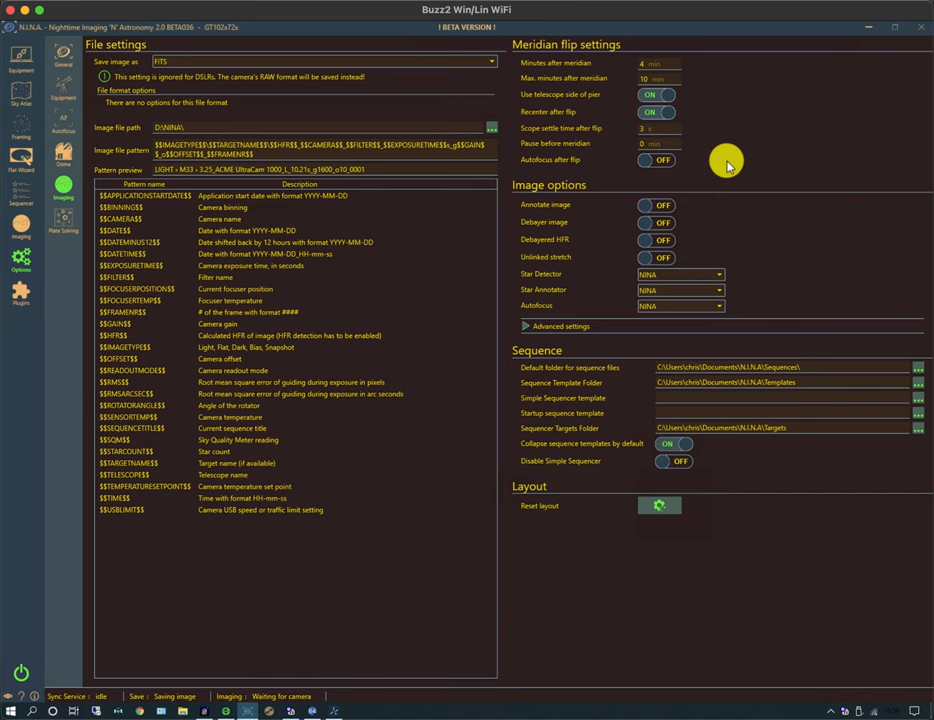 Buzz2 Win/Lin WiFi
N.I.N.A. - Nighttime Imaging 'N' Astronomy 2.0 BETA036 - GT102x72x
! BETA VERSION !
Equipment
Sky Atlas
Framing
Flat Wizard
Sequencer
Imaging
Options
Plugins
General
Equipment
AF
Autofocus
Dome
Imaging
Plate Solving
File settings
Save image as
FITS
This setting is ignored for DSLRs. The camera's RAW format will be saved instead!
File format options
There are no options for this file format
Image file path
D:\NINA\
Image file pattern
$$IMAGETYPE$$\$$TARGETNAME$$\$$HFR$$_$$CAMERA$$_$$FILTER$$_$$EXPOSURETIME$$s_g$$GAIN$
$_o$$OFFSET$$_$$FRAMENR$$
Pattern preview
LIGHT › M33 › 3.25_ACME UltraCam 1000_L_10.21s_g1600_o10_0001
Pattern name Description
$$APPLICATIONSTARTDATE$$ Application start date with format YYYY-MM-DD
$$BINNING$$ Camera binning
$$CAMERA$$ Camera name
$$DATE$$ Date with format YYYY-MM-DD
$$DATEMINUS12$$ Date shifted back by 12 hours with format YYYY-MM-DD
$$DATETIME$$ Date with format YYYY-MM-DD_HH-mm-ss
$$EXPOSURETIME$$ Camera exposure time, in seconds
$$FILTER$$ Filter name
$$FOCUSERPOSITION$$ Current focuser position
$$FOCUSERTEMP$$ Focuser temperature
$$FRAMENR$$ # of the frame with format ####
$$GAIN$$ Camera gain
$$HFR$$ Calculated HFR of image (HFR detection has to be enabled)
$$IMAGETYPE$$ Light, Flat, Dark, Bias, Snapshot
$$OFFSET$$ Camera offset
$$READOUTMODE$$ Camera readout mode
$$RMS$$ Root mean square error of guiding during exposure in pixels
$$RMSARCSEC$$ Root mean square error of guiding during exposure in arc seconds
$$ROTATORANGLE$$ Angle of the rotator
$$SENSORTEMP$$ Camera temperature
$$SEQUENCETITLE$$ Current sequence title
$$SQM$$ Sky Quality Meter reading
$$STARCOUNT$$ Star count
$$TARGETNAME$$ Target name (if available)
$$TELESCOPE$$ Telescope name
$$TEMPERATURESETPOINT$$ Camera temperature set point
$$TIME$$ Time with format HH-mm-ss
$$USBLIMIT$$ Camera USB speed or traffic limit setting
Meridian flip settings
Minutes after meridian 4 min
Max. minutes after meridian 10 min
Use telescope side of pier ON
Recenter after flip ON
Scope settle time after flip 3 s
Pause before meridian 0 min
Autofocus after flip OFF
Image options
Annotate image OFF
Debayer image OFF
Debayered HFR OFF
Unlinked stretch OFF
Star Detector NINA
Star Annotator NINA
Autofocus NINA
Advanced settings
Sequence
Default folder for sequence files C:\Users\chris\Documents\N.I.N.A\Sequences\
Sequence Template Folder C:\Users\chris\Documents\N.I.N.A\Templates
Simple Sequencer template
Startup sequence template
Sequencer Targets Folder C:\Users\chris\Documents\N.I.N.A\Targets
Collapse sequence templates by default ON
Disable Simple Sequencer OFF
Layout
Reset layout
Sync Service : Idle Save : Saving image Imaging : Waiting for camera